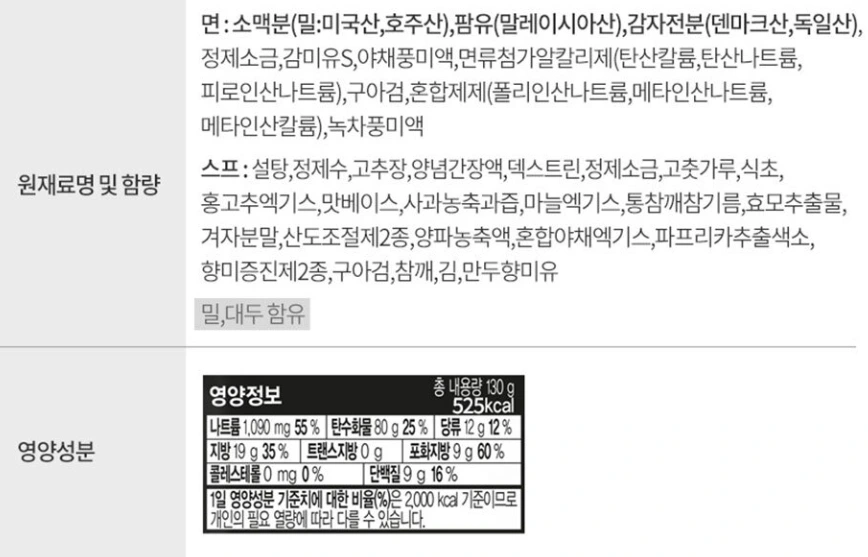 면 : 소맥분(밀:미국산,호주산),팜유(말레이시아산),감자전분(덴마크산,독일산),
정제소금,감미유S,야채풍미액,면류첨가알칼리제(탄산칼륨,탄산나트륨,
피로인산나트륨),구아검,혼합제제(폴리인산나트륨,메타인산나트륨,
메타인산칼륨),녹차풍미액
원재료명 및 함량
스프 : 설탕,정제수,고추장,양념간장액,덱스트린,정제소금,고춧가루,식초,
홍고추엑기스,맛베이스,사과농축과즙,마늘엑기스,통참깨참기름,효모추출물,
겨자분말,산도조절제2종,양파농축액,혼합야채엑기스,파프리카추출색소,
향미증진제2종,구아검,참깨,김,만두향미유
밀,대두 함유
영양성분
영양정보 총 내용량 130 g
525kcal
나트륨 1,090 mg 55 % 탄수화물 80 g 25 % 당류 12 g 12 %
지방 19 g 35 % 트랜스지방 0 g 포화지방 9 g 60 %
콜레스테롤 0 mg 0 % 단백질 9 g 16 %
1일 영양성분 기준치에 대한 비율(%)은 2,000 kcal 기준이므로
개인의 필요 열량에 따라 다를 수 있습니다.